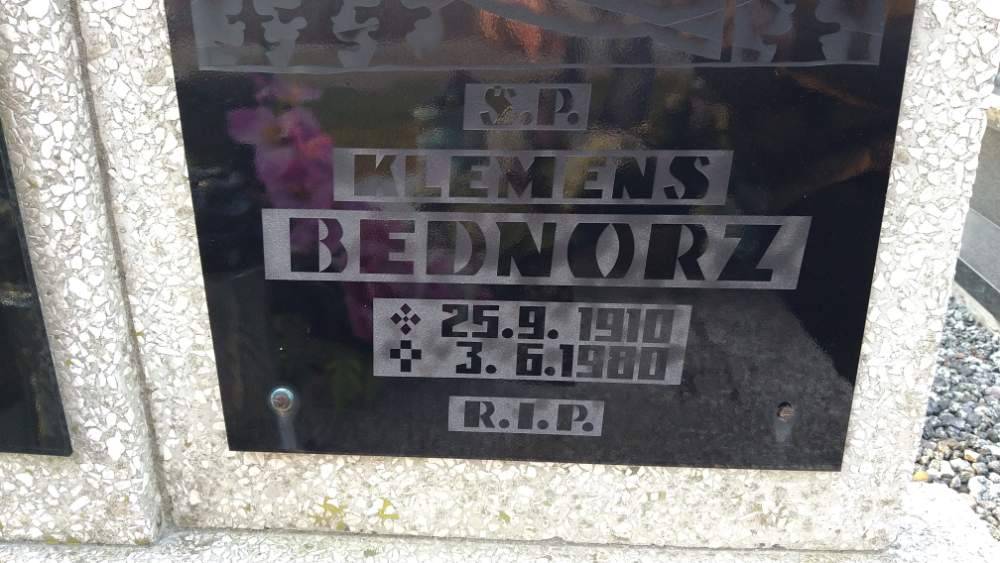 Ś.P.
KLEMENS
BEDNORZ
25.9.1910
3.6.1980
R.I.P.